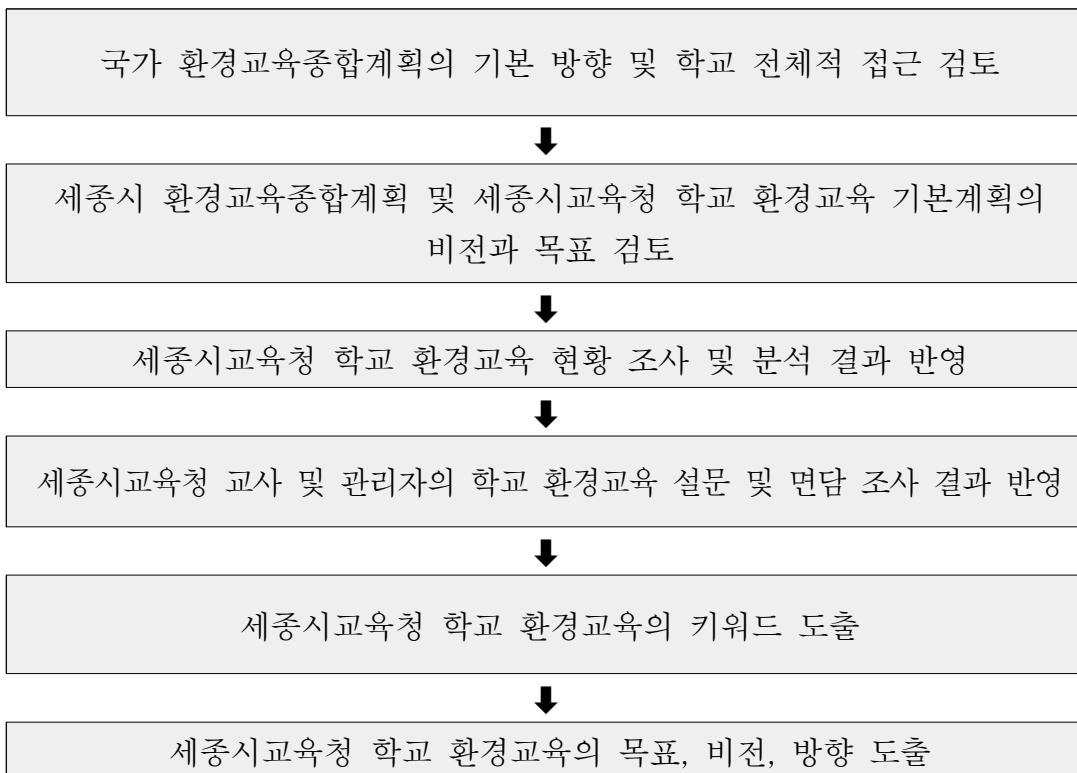 국가 환경교육종합계획의 기본 방향 및 학교 전체적 접근 검토
세종시 환경교육종합계획 및 세종시교육청 학교 환경교육 기본계획의
비전과 목표 검토
세종시교육청 학교 환경교육 현황 조사 및 분석 결과 반영
세종시교육청 교사 및 관리자의 학교 환경교육 설문 및 면담 조사 결과 반영
세종시교육청 학교 환경교육의 키워드 도출
세종시교육청 학교 환경교육의 목표, 비전, 방향 도출